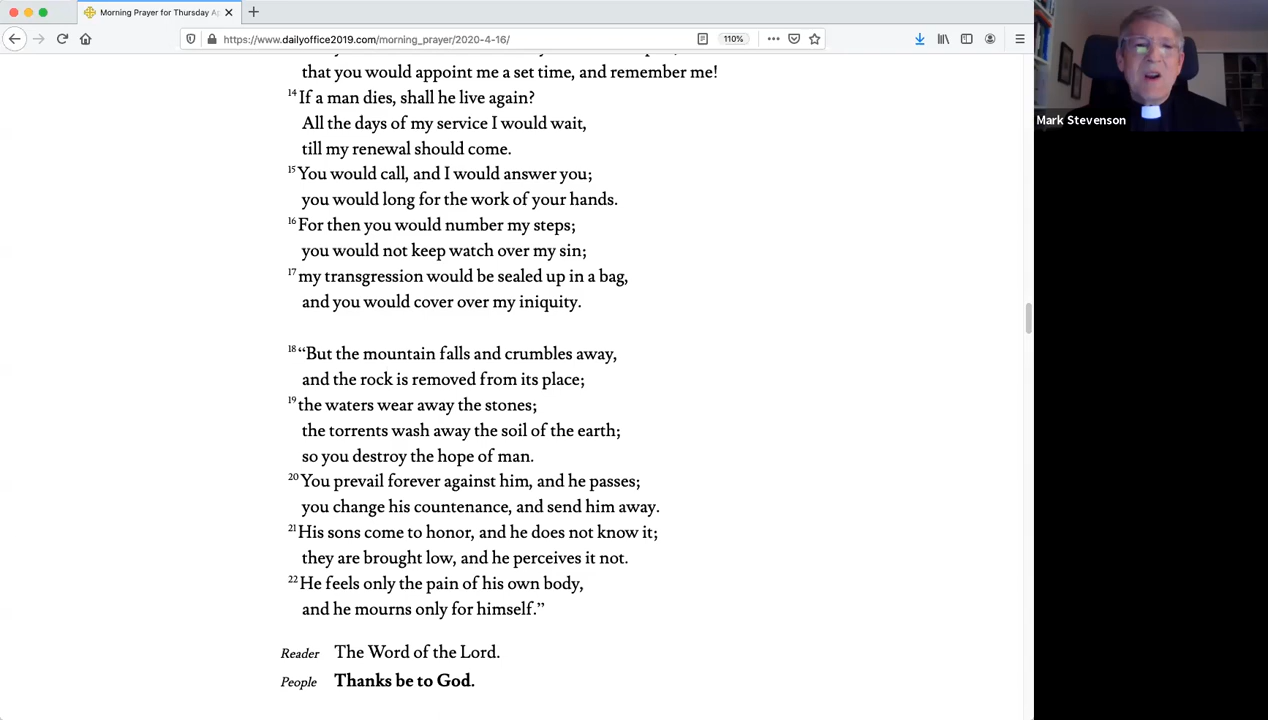 Morning Prayer for Thursday
https://www.dailyoffice2019.com/morning_prayer/2020-4-16/
110%
that you would appoint me a set time, and remember me!
14 If a man dies, shall he live again?
All the days of my service I would wait,
till my renewal should come.
15 You would call, and I would answer you;
you would long for the work of your hands.
16 For then you would number my steps;
you would not keep watch over my sin;
17 my transgression would be sealed up in a bag,
and you would cover over my iniquity.
18 “But the mountain falls and crumbles away,
and the rock is removed from its place;
19 the waters wear away the stones;
the torrents wash away the soil of the earth;
so you destroy the hope of man.
20 You prevail forever against him, and he passes;
you change his countenance, and send him away.
21 His sons come to honor, and he does not know it;
they are brought low, and he perceives it not.
22 He feels only the pain of his own body,
and he mourns only for himself.”
Reader The Word of the Lord.
People Thanks be to God.
Mark Stevenson